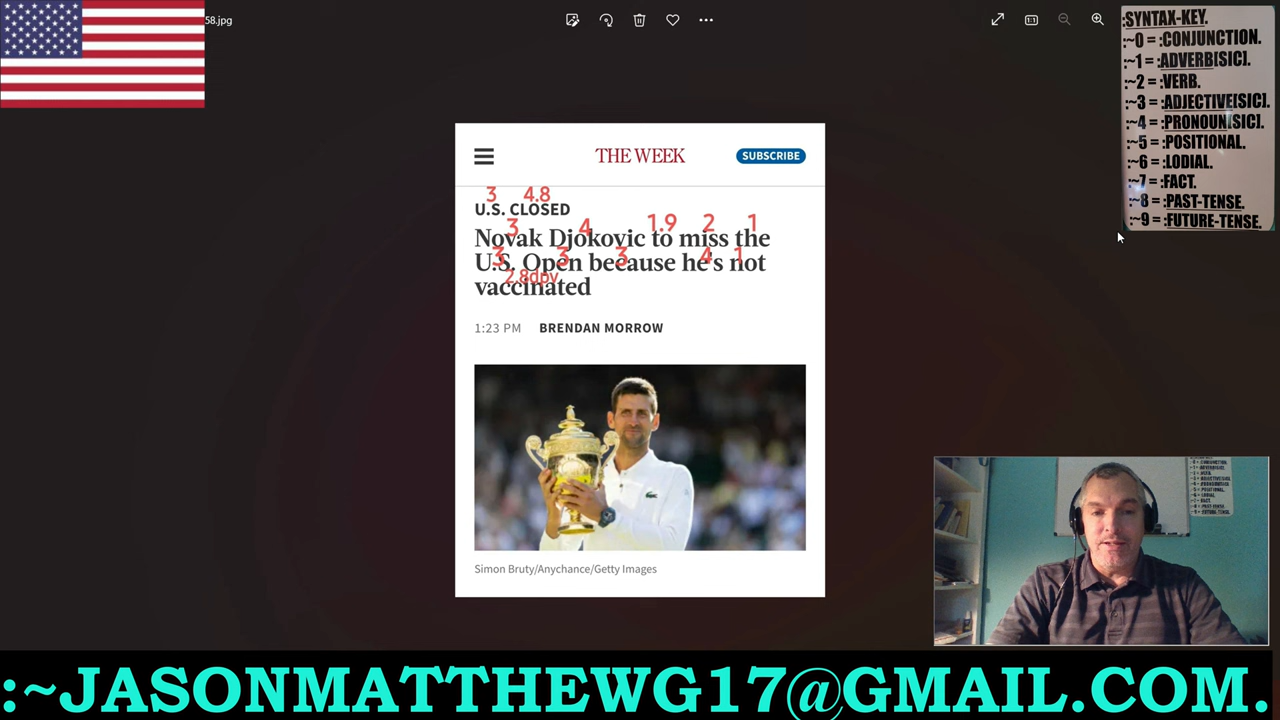 58.jpg
:SYNTAX-KEY.
:~0 = :CONJUNCTION.
:~1 = :ADVERB[SIC].
:~2 = :VERB.
:~3 = :ADJECTIVE[SIC].
:~4 = :PRONOUN[SIC].
:~5 = :POSITIONAL.
:~6 = :LODIAL.
:~7 = :FACT.
:~8 = :PAST-TENSE.
:~9 = :FUTURE-TENSE.
THE WEEK
SUBSCRIBE
3 4.8
U.S. CLOSED
3 4 1.9 2 1
Novak Djokovic to miss the
3 3 3 4 1
U.S. Open because he's not
2.8dpv
vaccinated
1:23 PM BRENDAN MORROW
Simon Bruty/Anychance/Getty Images
:~JASONMATTHEWG17@GMAIL.COM.